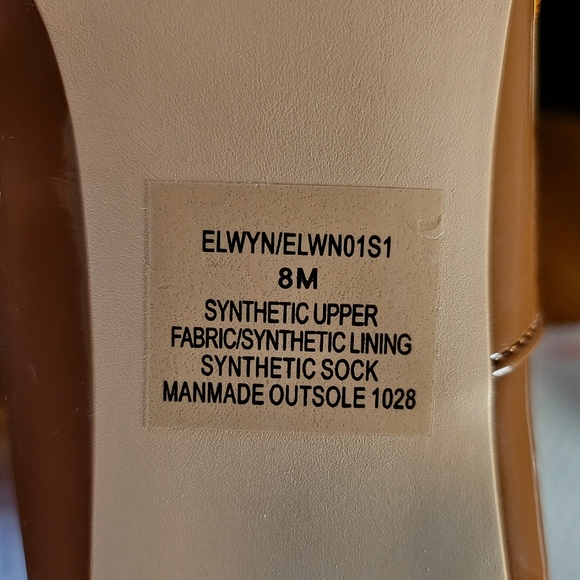 ELWYN/ELWN01S1
8M
SYNTHETIC UPPER
FABRIC/SYNTHETIC LINING
SYNTHETIC SOCK
MANMADE OUTSOLE 1028